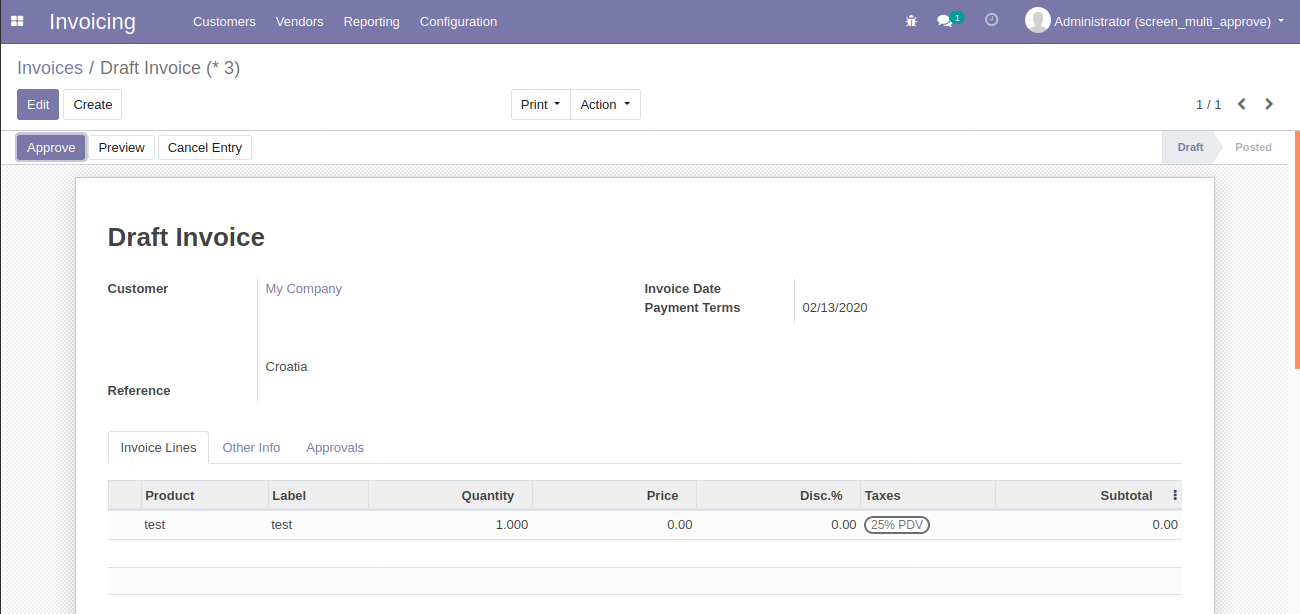 Invoicing Customers Vendors Reporting Configuration 1 Administrator (screen_multi_approve)
Invoices / Draft Invoice (* 3)
Edit Create Print Action 1 / 1
Approve Preview Cancel Entry Draft Posted
Draft Invoice
Customer My Company Invoice Date
Payment Terms 02/13/2020
Croatia
Reference
Invoice Lines Other Info Approvals
Product Label Quantity Price Disc.% Taxes Subtotal
test test 1.000 0.00 0.00 25% PDV 0.00